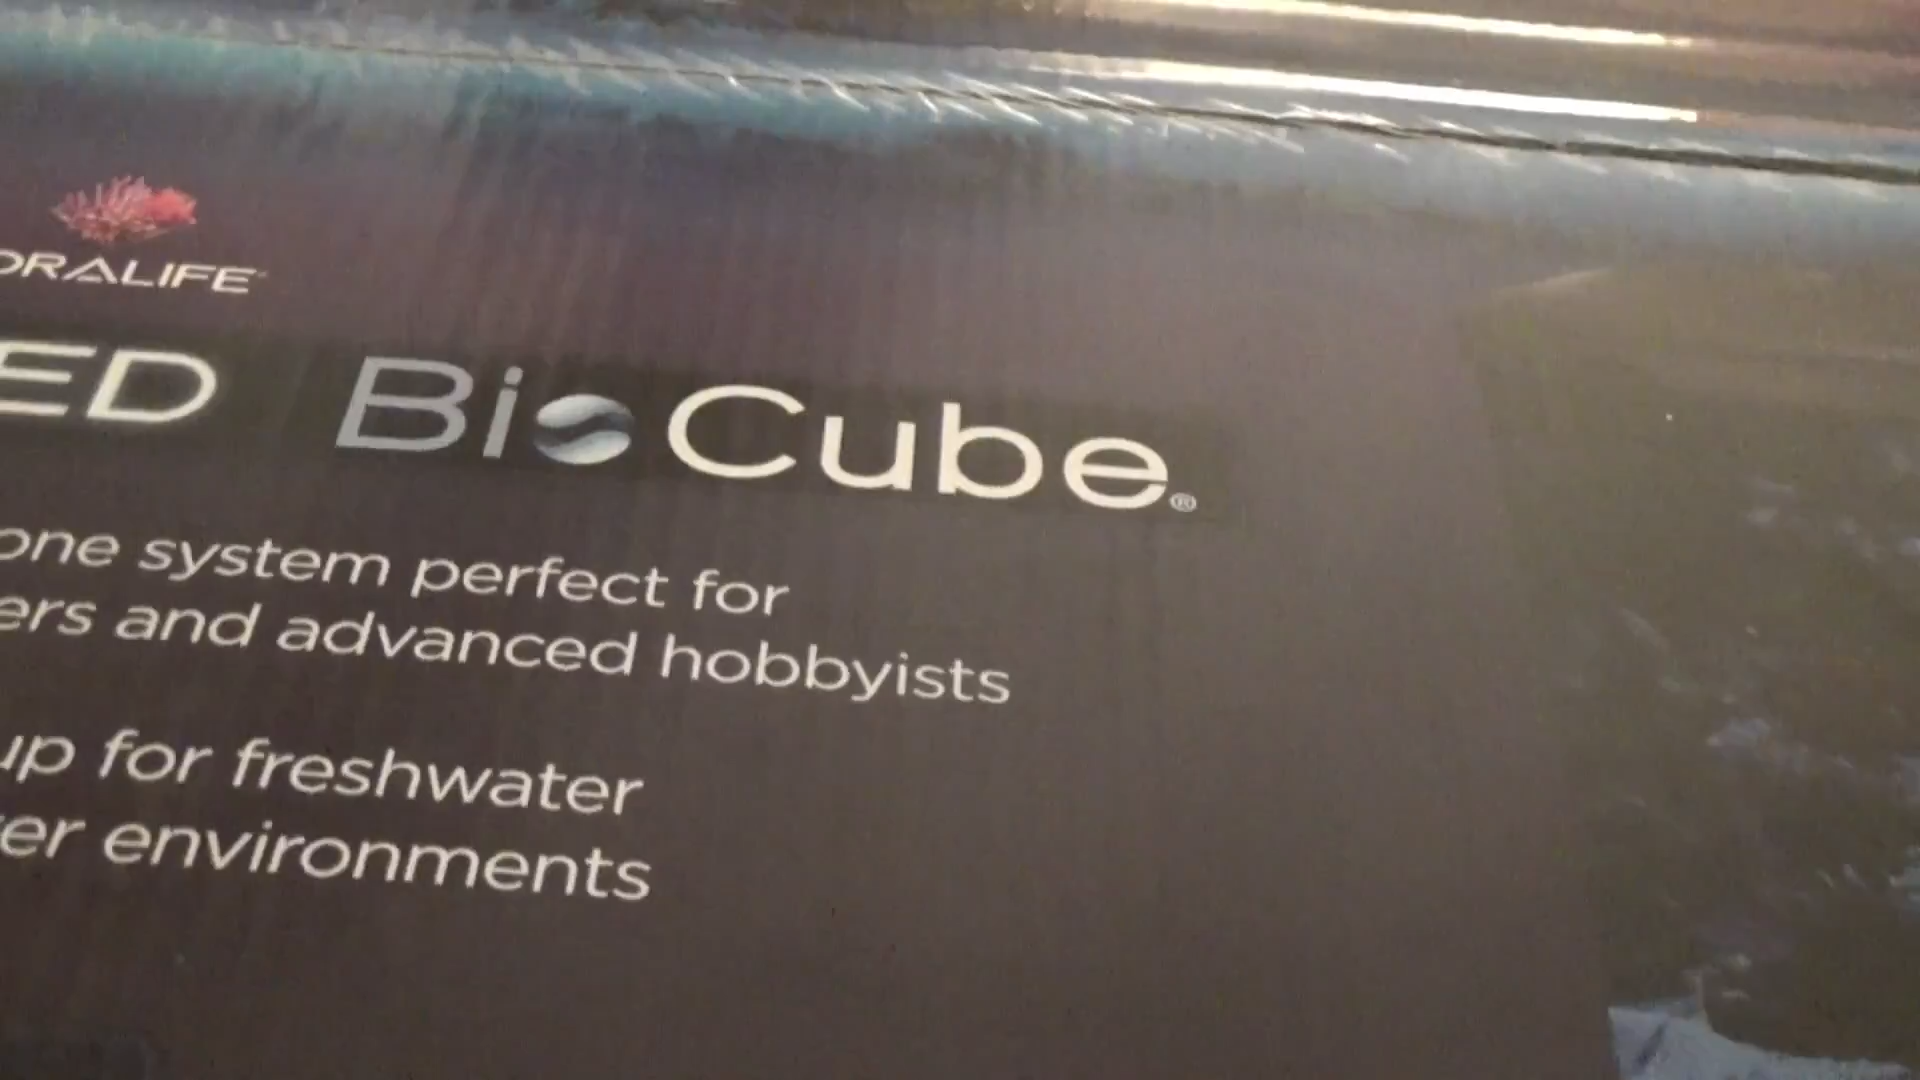 ORALIFE
ED BioCube®
one system perfect for
ers and advanced hobbyists
up for freshwater
er environments